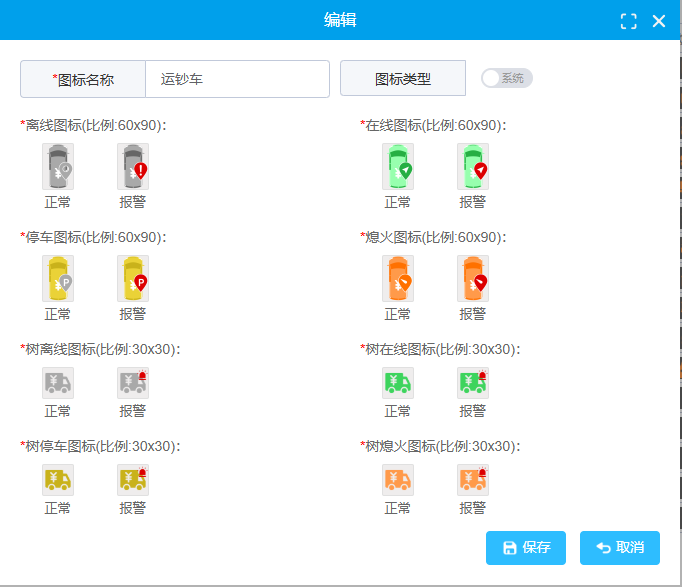 编辑
*图标名称 运钞车 图标类型 系统
*离线图标(比例:60x90): *在线图标(比例:60x90):
正常 报警 正常 报警
*停车图标(比例:60x90): *熄火图标(比例:60x90):
正常 报警 正常 报警
*树离线图标(比例:30x30): *树在线图标(比例:30x30):
正常 报警 正常 报警
*树停车图标(比例:30x30): *树熄火图标(比例:30x30):
正常 报警 正常 报警
保存 取消